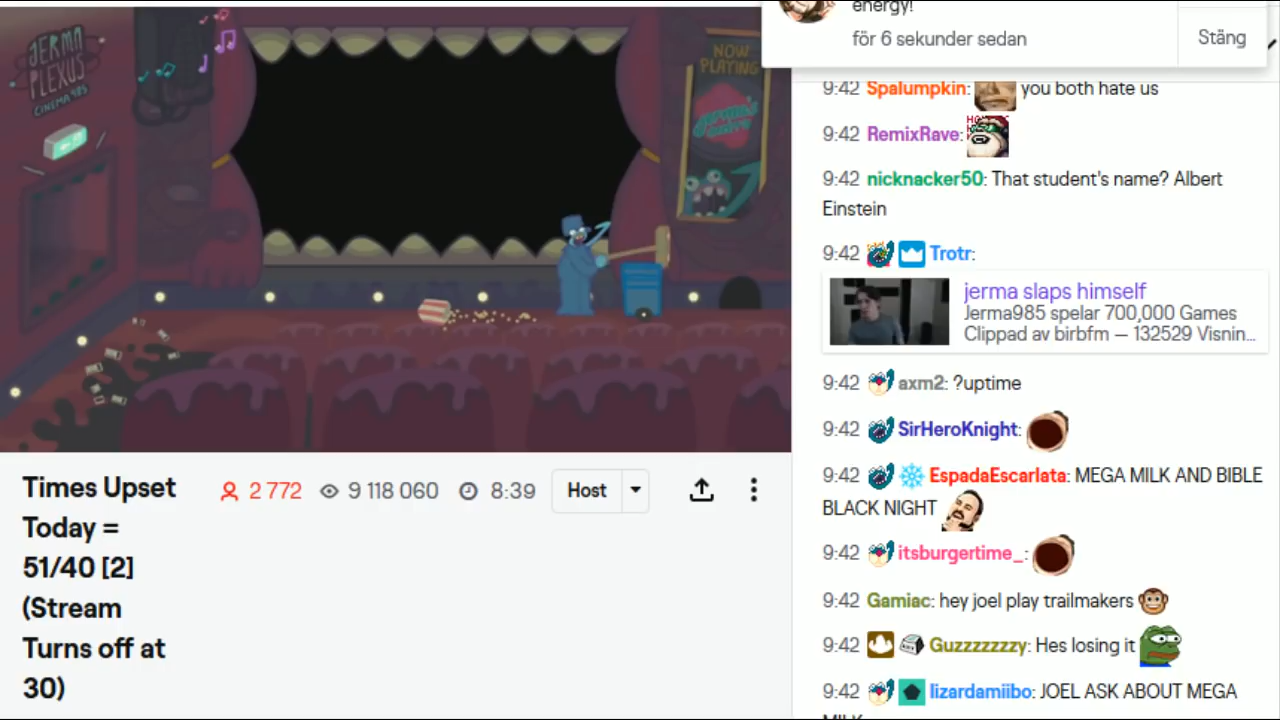 JERMA
PLEXUS
CINEMA 985
NOW
PLAYING
Times Upset
Today =
51/40 [2]
(Stream
Turns off at
30)
2 772
9 118 060
8:39
Host
energy!
för 6 sekunder sedan
Stäng
9:42 Spalumpkin: you both hate us
9:42 RemixRave:
9:42 nicknacker50: That student's name? Albert
Einstein
9:42 Trotr:
jerma slaps himself
Jerma985 spelar 700,000 Games
Clippad av birbfm — 132529 Visnin...
9:42 axm2: ?uptime
9:42 SirHeroKnight:
9:42 EspadaEscarlata: MEGA MILK AND BIBLE
BLACK NIGHT
9:42 itsburgertime_:
9:42 Gamiac: hey joel play trailmakers
9:42 Guzzzzzzzy: Hes losing it
9:42 lizardamiibo: JOEL ASK ABOUT MEGA
MILK